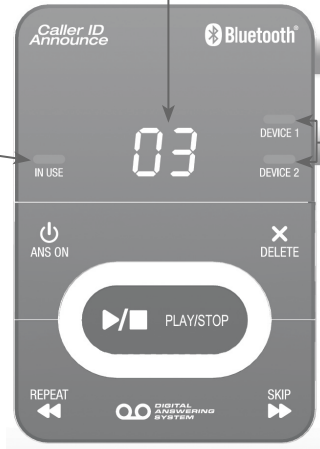 Caller ID
Announce
Bluetooth®
03
DEVICE 1
IN USE
DEVICE 2
ANS ON
DELETE
PLAY/STOP
REPEAT
SKIP
DIGITAL
ANSWERING
SYSTEM